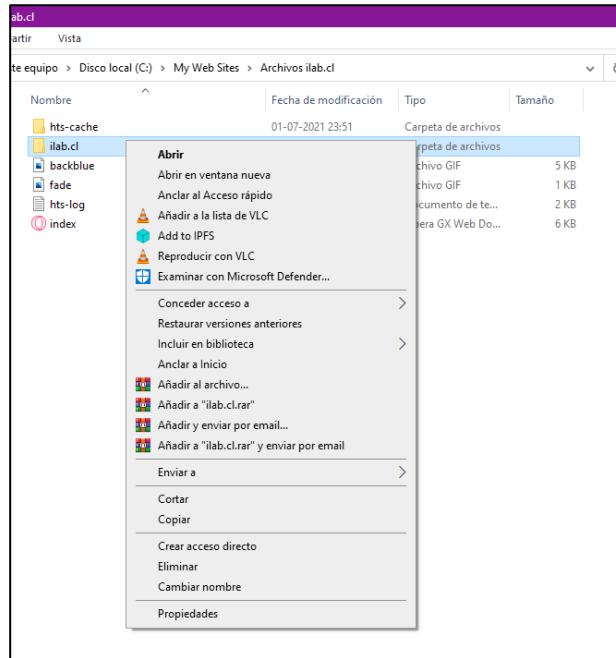 ab.cl
artir Vista
te equipo > Disco local (C:) > My Web Sites > Archivos ilab.cl
Nombre Fecha de modificación Tipo Tamaño
hts-cache 01-07-2021 23:51 Carpeta de archivos
ilab.cl rpeta de archivos
backblue chivo GIF 5 KB
fade chivo GIF 1 KB
hts-log ocumento de te... 2 KB
index era GX Web Do... 6 KB
Abrir
Abrir en ventana nueva
Anclar al Acceso rápido
Añadir a la lista de VLC
Add to IPFS
Reproducir con VLC
Examinar con Microsoft Defender...
Conceder acceso a
Restaurar versiones anteriores
Incluir en biblioteca
Anclar a Inicio
Añadir al archivo...
Añadir a "ilab.cl.rar"
Añadir y enviar por email...
Añadir a "ilab.cl.rar" y enviar por email
Enviar a
Cortar
Copiar
Crear acceso directo
Eliminar
Cambiar nombre
Propiedades